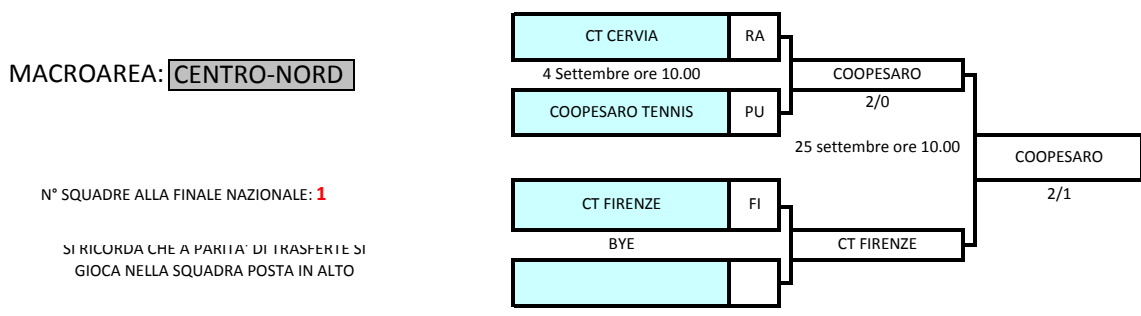 CT CERVIA RA
MACROAREA: CENTRO-NORD
4 Settembre ore 10.00
COOPESARO
COOPESARO TENNIS PU
2/0
25 settembre ore 10.00
COOPESARO
N° SQUADRE ALLA FINALE NAZIONALE: 1
2/1
CT FIRENZE FI
BYE
CT FIRENZE
SI RICORDA CHE A PARITA' DI TRASFERTE SI
GIOCA NELLA SQUADRA POSTA IN ALTO